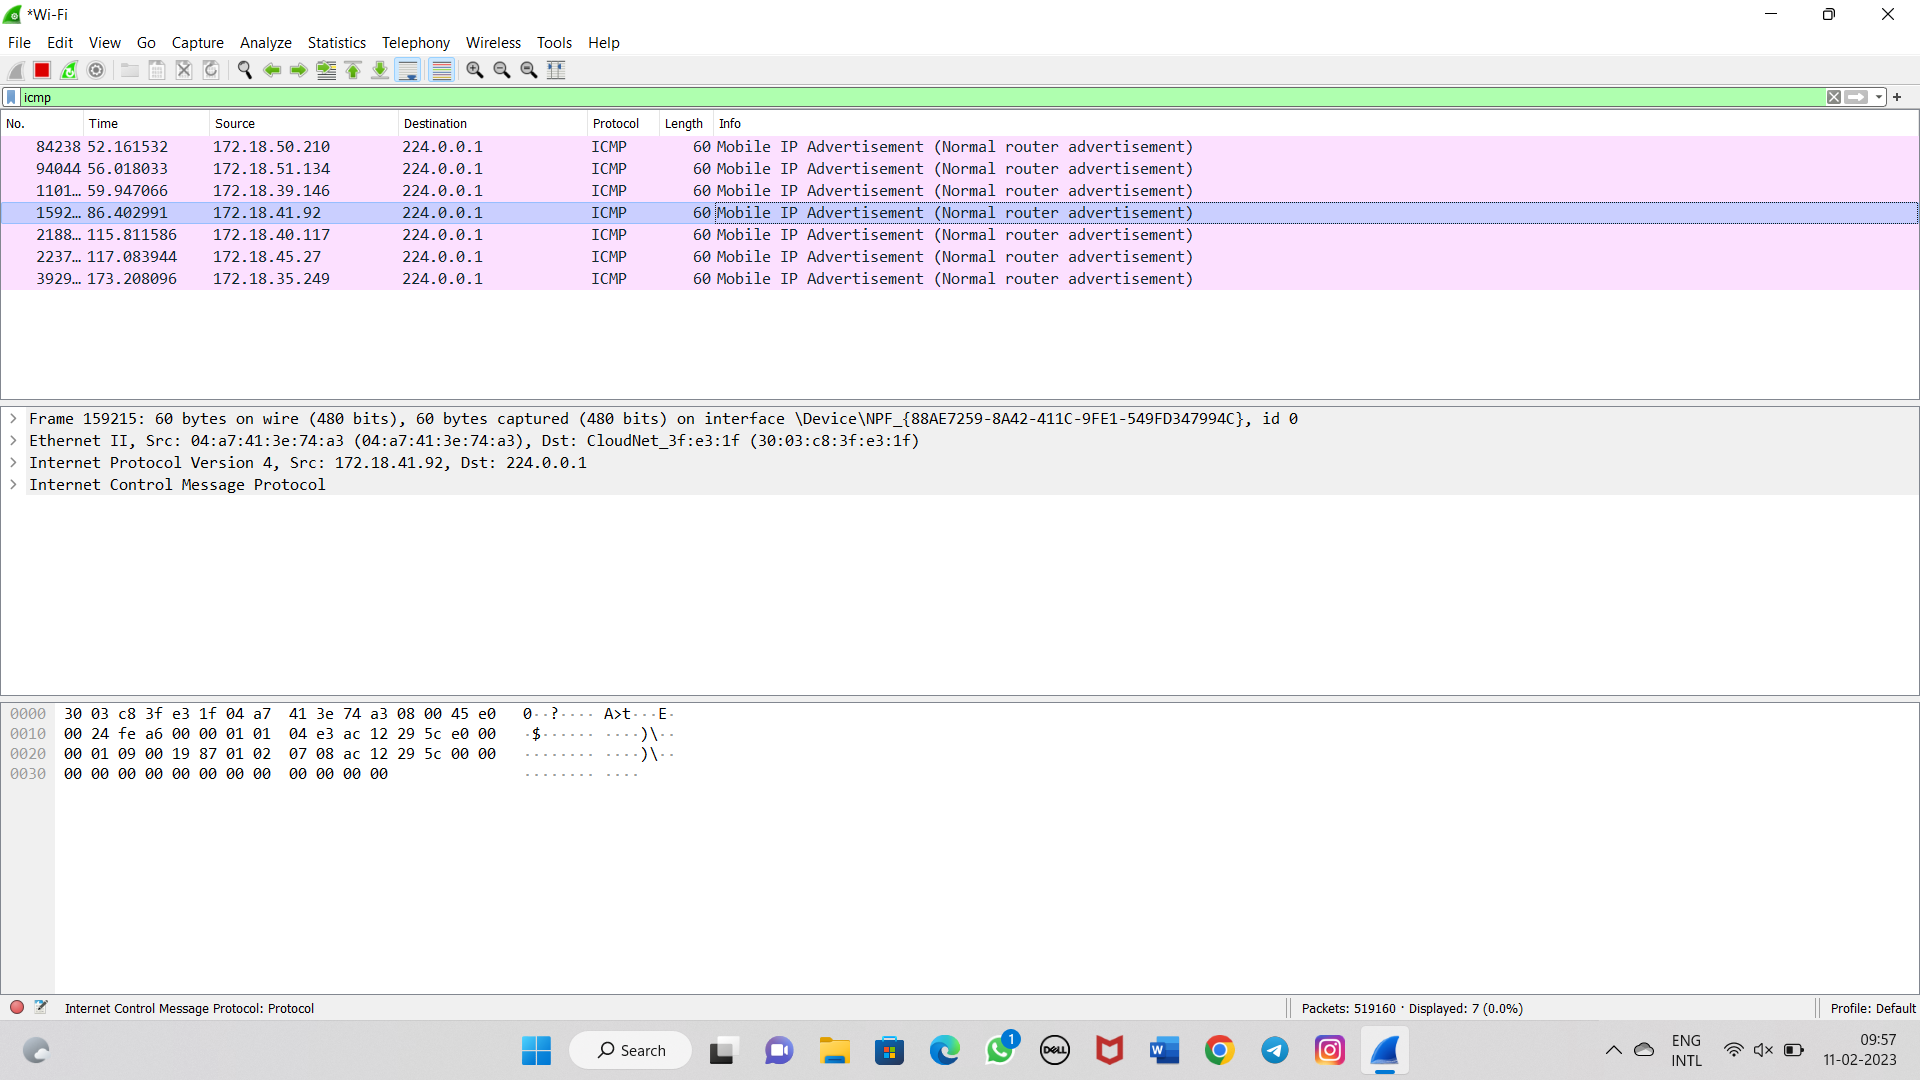 *Wi-Fi
File Edit View Go Capture Analyze Statistics Telephony Wireless Tools Help
icmp
No. Time Source Destination Protocol Length Info
84238 52.161532 172.18.50.210 224.0.0.1 ICMP 60 Mobile IP Advertisement (Normal router advertisement)
94044 56.018033 172.18.51.134 224.0.0.1 ICMP 60 Mobile IP Advertisement (Normal router advertisement)
1101… 59.947066 172.18.39.146 224.0.0.1 ICMP 60 Mobile IP Advertisement (Normal router advertisement)
1592… 86.402991 172.18.41.92 224.0.0.1 ICMP 60 Mobile IP Advertisement (Normal router advertisement)
2188… 115.811586 172.18.40.117 224.0.0.1 ICMP 60 Mobile IP Advertisement (Normal router advertisement)
2237… 117.083944 172.18.45.27 224.0.0.1 ICMP 60 Mobile IP Advertisement (Normal router advertisement)
3929… 173.208096 172.18.35.249 224.0.0.1 ICMP 60 Mobile IP Advertisement (Normal router advertisement)
Frame 159215: 60 bytes on wire (480 bits), 60 bytes captured (480 bits) on interface \Device\NPF_{88AE7259-8A42-411C-9FE1-549FD347994C}, id 0
Ethernet II, Src: 04:a7:41:3e:74:a3 (04:a7:41:3e:74:a3), Dst: CloudNet_3f:e3:1f (30:03:c8:3f:e3:1f)
Internet Protocol Version 4, Src: 172.18.41.92, Dst: 224.0.0.1
Internet Control Message Protocol
0000 30 03 c8 3f e3 1f 04 a7 41 3e 74 a3 08 00 45 e0 0··?···· A>t···E·
0010 00 24 fe a6 00 00 01 01 04 e3 ac 12 29 5c e0 00 ·$······ ····)\··
0020 00 01 09 00 19 87 01 02 07 08 ac 12 29 5c 00 00 ········ ····)\··
0030 00 00 00 00 00 00 00 00 00 00 00 00 ········ ····
Internet Control Message Protocol: Protocol Packets: 519160 · Displayed: 7 (0.0%) Profile: Default
Search 1 DELL W ENG INTL 09:57
11-02-2023